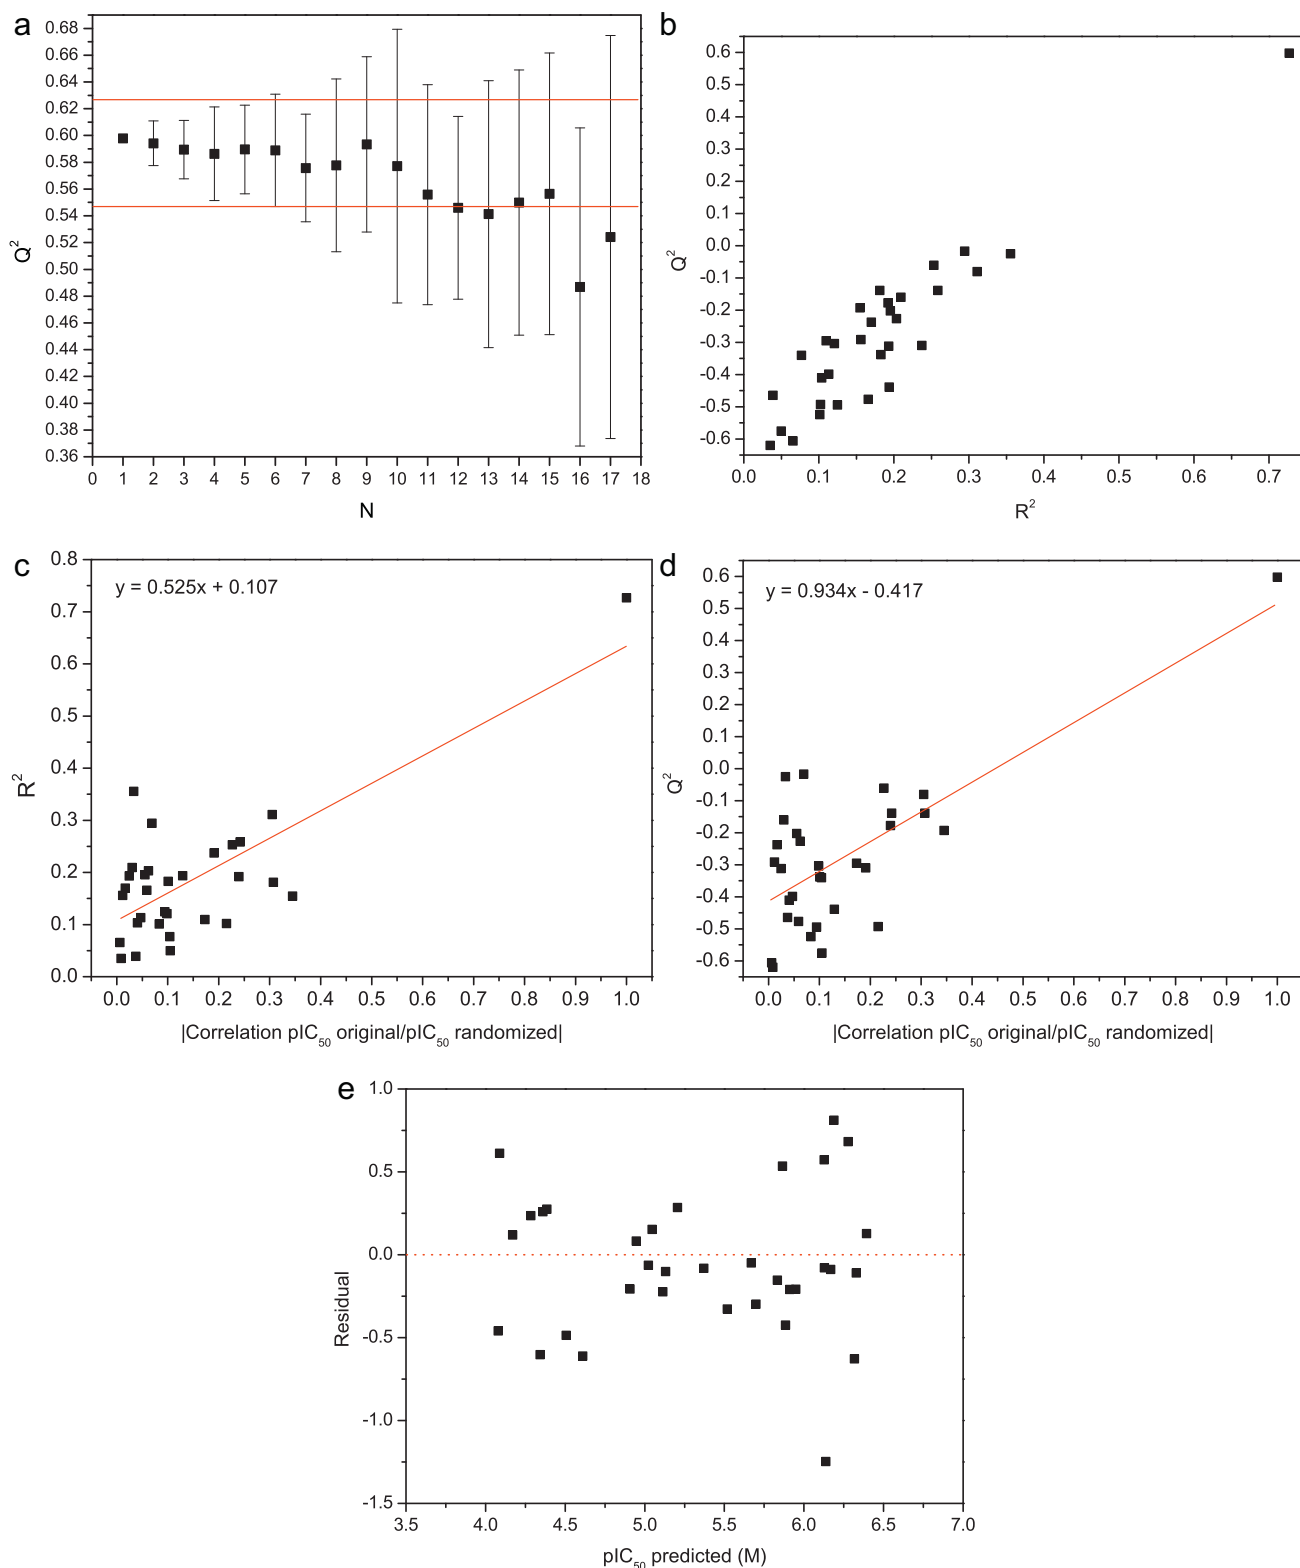 a
0.68
0.66
0.64
0.62
0.60
0.58
0.56
0.54
0.52
0.50
0.48
0.46
0.44
0.42
0.40
0.38
0.36
Q²
0 1 2 3 4 5 6 7 8 9 10 11 12 13 14 15 16 17 18
N
b
0.6
0.5
0.4
0.3
0.2
0.1
0.0
-0.1
-0.2
-0.3
-0.4
-0.5
-0.6
Q²
0.0 0.1 0.2 0.3 0.4 0.5 0.6 0.7
R²
c
y = 0.525x + 0.107
0.8
0.7
0.6
0.5
0.4
0.3
0.2
0.1
0.0
R²
0.0 0.1 0.2 0.3 0.4 0.5 0.6 0.7 0.8 0.9 1.0
|Correlation pIC₅₀ original/pIC₅₀ randomized|
d
y = 0.934x - 0.417
0.6
0.5
0.4
0.3
0.2
0.1
0.0
-0.1
-0.2
-0.3
-0.4
-0.5
-0.6
Q²
0.0 0.1 0.2 0.3 0.4 0.5 0.6 0.7 0.8 0.9 1.0
|Correlation pIC₅₀ original/pIC₅₀ randomized|
e
1.0
0.5
0.0
-0.5
-1.0
-1.5
Residual
3.5 4.0 4.5 5.0 5.5 6.0 6.5 7.0
pIC₅₀ predicted (M)